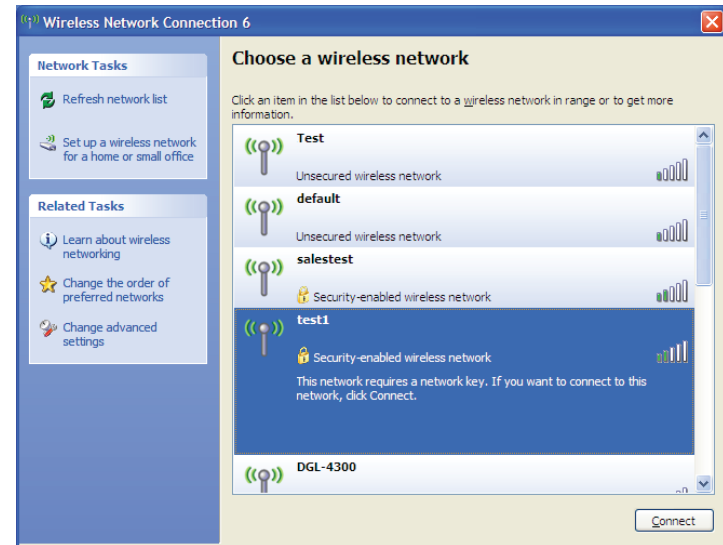 Wireless Network Connection 6
Network Tasks
Refresh network list
Set up a wireless network
for a home or small office
Related Tasks
Learn about wireless
networking
Change the order of
preferred networks
Change advanced
settings
Choose a wireless network
Click an item in the list below to connect to a wireless network in range or to get more
information.
Test
Unsecured wireless network
default
Unsecured wireless network
salestest
Security-enabled wireless network
test1
Security-enabled wireless network
This network requires a network key. If you want to connect to this
network, click Connect.
DGL-4300
Connect